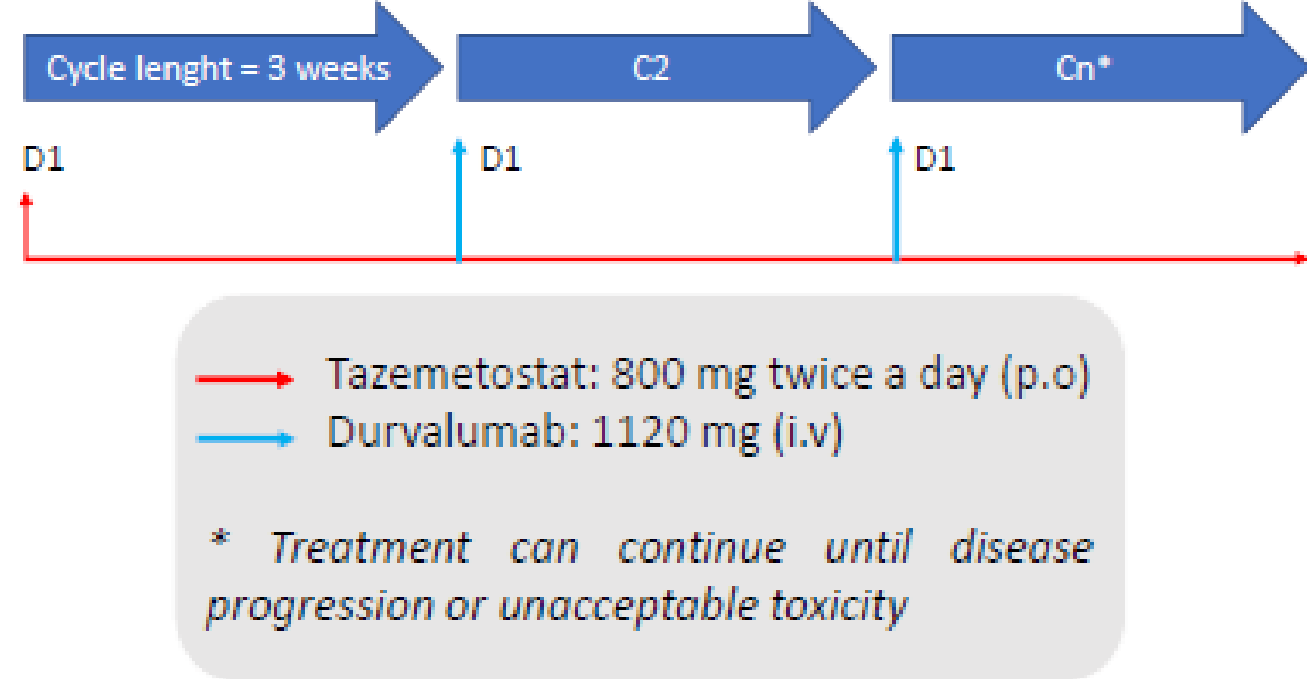 Cycle lenght = 3 weeks
C2
Cn*
D1
D1
D1
Tazemetostat: 800 mg twice a day (p.o)
Durvalumab: 1120 mg (i.v)
* Treatment can continue until disease
progression or unacceptable toxicity